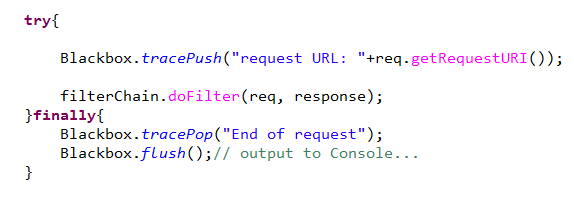 try{
Blackbox.tracePush("request URL: "+req.getRequestURI());
filterChain.doFilter(req, response);
}finally{
Blackbox.tracePop("End of request");
Blackbox.flush();// output to Console...
}